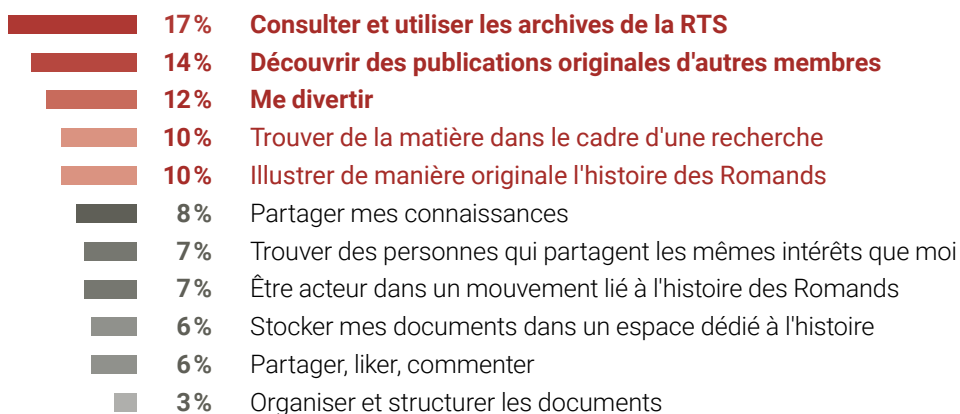 17 % Consulter et utiliser les archives de la RTS
14 % Découvrir des publications originales d'autres membres
12 % Me divertir
10 % Trouver de la matière dans le cadre d'une recherche
10 % Illustrer de manière originale l'histoire des Romands
8 % Partager mes connaissances
7 % Trouver des personnes qui partagent les mêmes intérêts que moi
7 % Être acteur dans un mouvement lié à l'histoire des Romands
6 % Stocker mes documents dans un espace dédié à l'histoire
6 % Partager, liker, commenter
3 % Organiser et structurer les documents